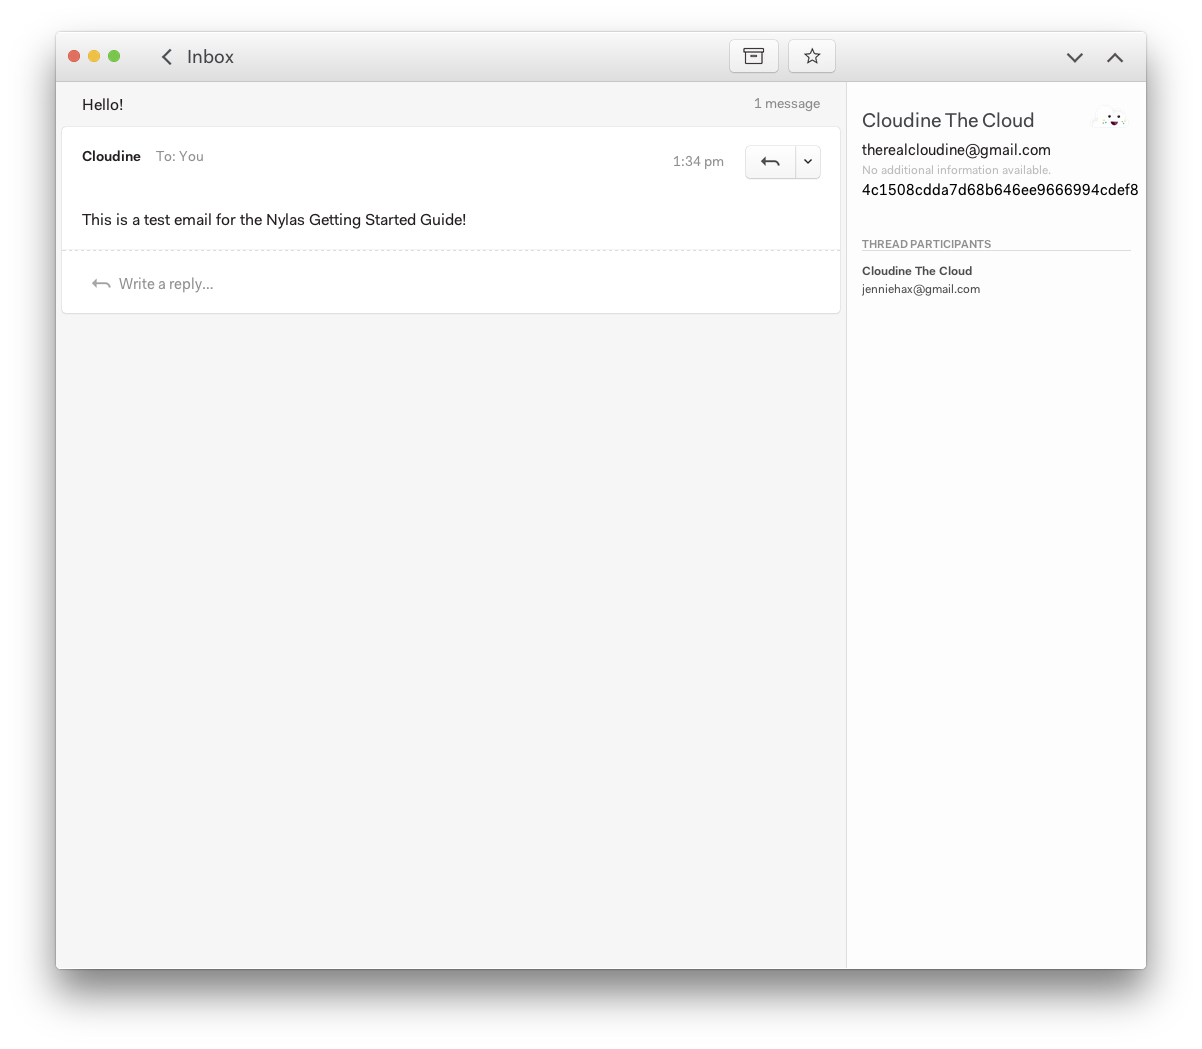 Inbox
Hello!
1 message
Cloudine To: You
1:34 pm
This is a test email for the Nylas Getting Started Guide!
Write a reply...
Cloudine The Cloud
therealcloudine@gmail.com
No additional information available.
4c1508cdda7d68b646ee9666994cdef8
THREAD PARTICIPANTS
Cloudine The Cloud
jenniehax@gmail.com